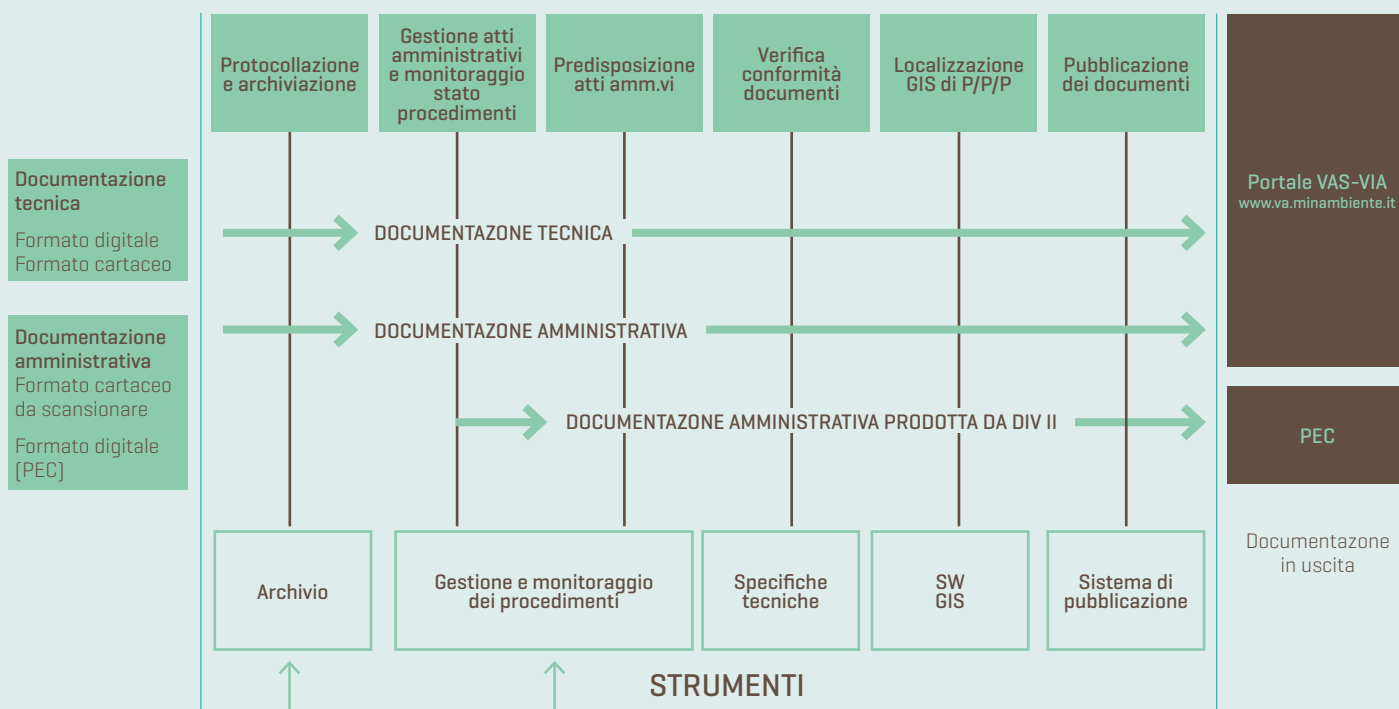 Protocollazione
e archiviazione
Gestione atti
amministrativi
e monitoraggio
stato
procedimenti
Predisposizione
atti amm.vi
Verifica
conformità
documenti
Localizzazione
GIS di P/P/P
Pubblicazione
dei documenti
Documentazione
tecnica
Formato digitale
Formato cartaceo
DOCUMENTAZONE TECNICA
Portale VAS-VIA
www.va.minambiente.it
Documentazione
amministrativa
Formato cartaceo
da scansionare
Formato digitale
(PEC)
DOCUMENTAZONE AMMINISTRATIVA
DOCUMENTAZONE AMMINISTRATIVA PRODOTTA DA DIV II
PEC
Documentazone
in uscita
Archivio
Gestione e monitoraggio
dei procedimenti
Specifiche
tecniche
SW
GIS
Sistema di
pubblicazione
STRUMENTI